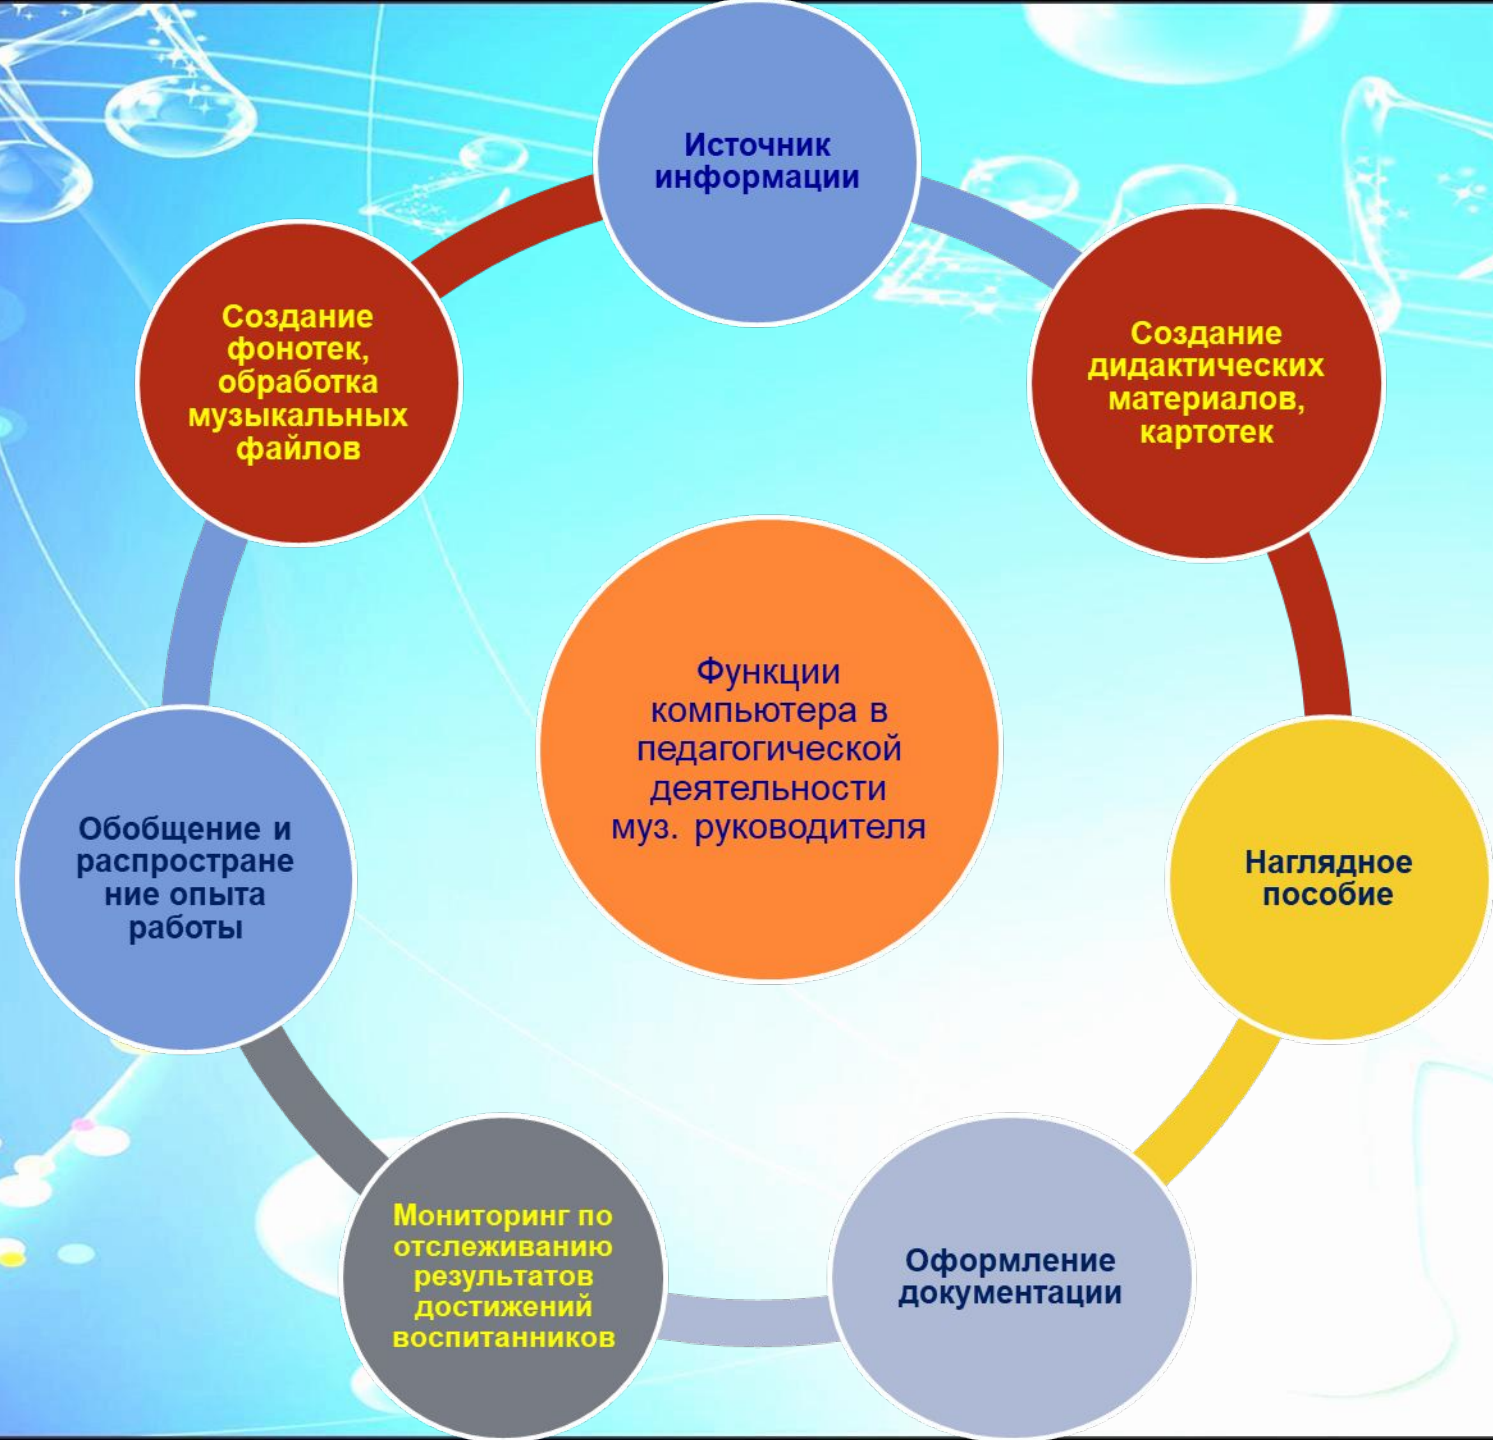 Источник
информации
Создание
дидактических
материалов,
картотек
Наглядное
пособие
Оформление
документации
Мониторинг по
отслеживанию
результатов
достижений
воспитанников
Обобщение и
распростране
ние опыта
работы
Создание
фонотек,
обработка
музыкальных
файлов
Функции
компьютера в
педагогической
деятельности
муз. руководителя